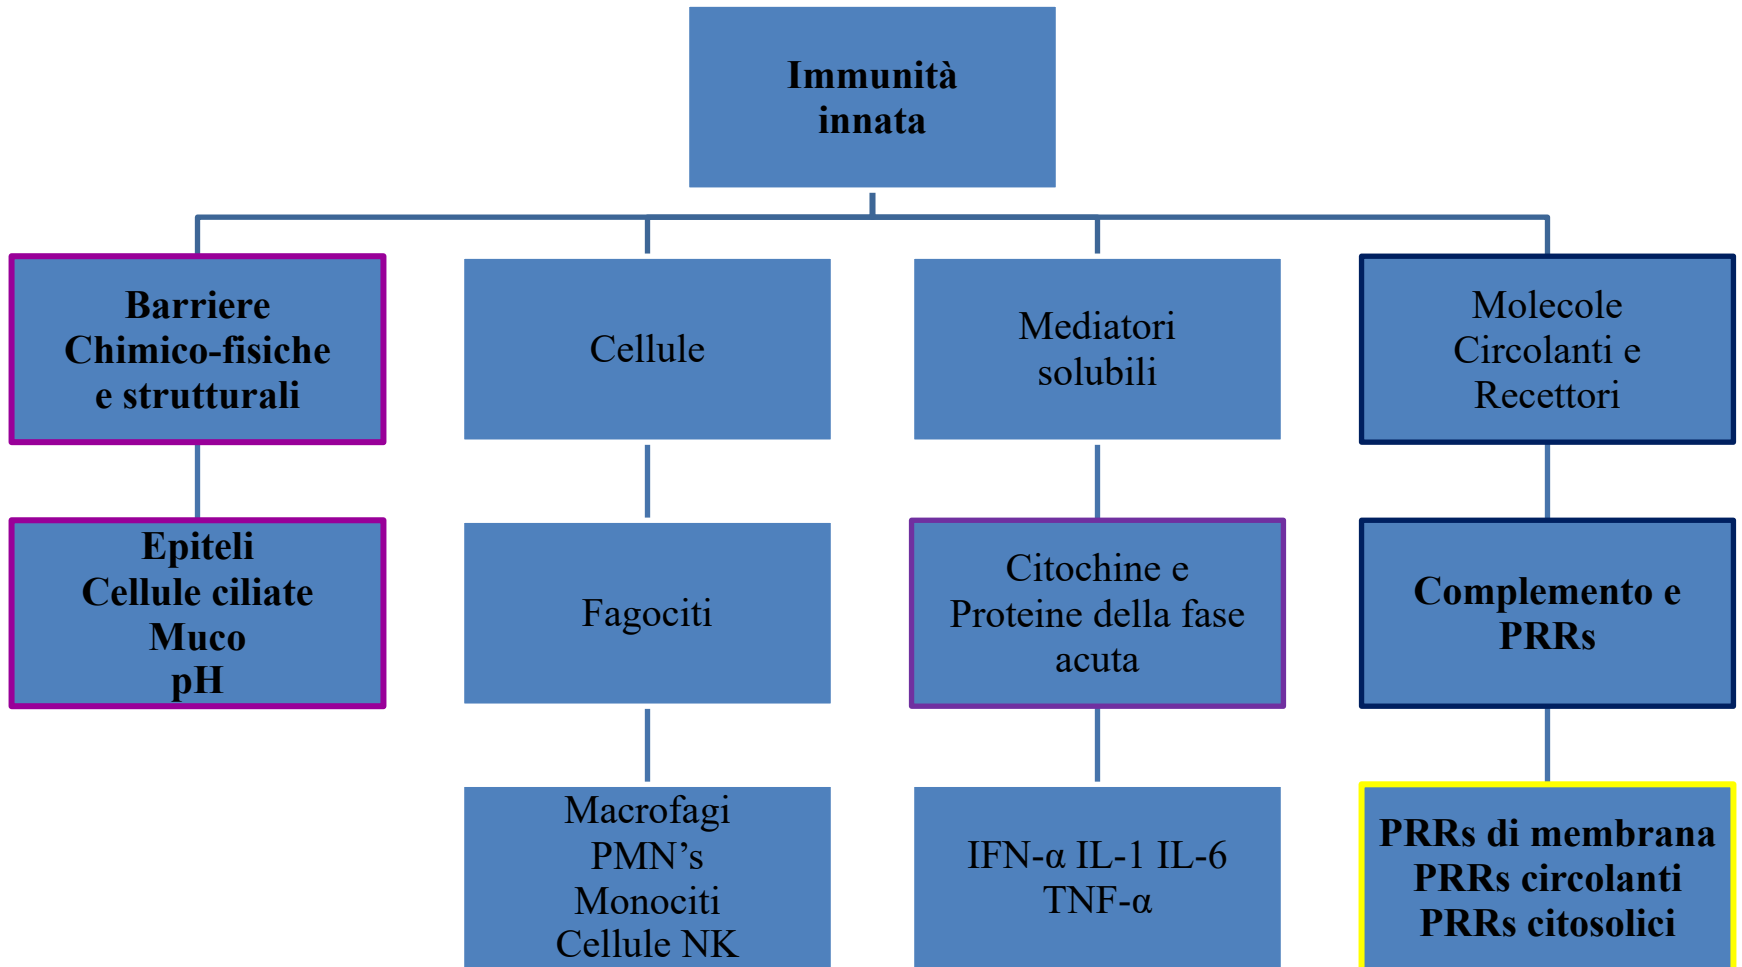 Immunità
innata
Barriere
Chimico-fisiche
e strutturali
Cellule
Mediatori
solubili
Molecole
Circolanti e
Recettori
Epiteli
Cellule ciliate
Muco
pH
Fagociti
Citochine e
Proteine della fase
acuta
Complemento e
PRRs
Macrofagi
PMN’s
Monociti
Cellule NK
IFN-α IL-1 IL-6
TNF-α
PRRs di membrana
PRRs circolanti
PRRs citosolici